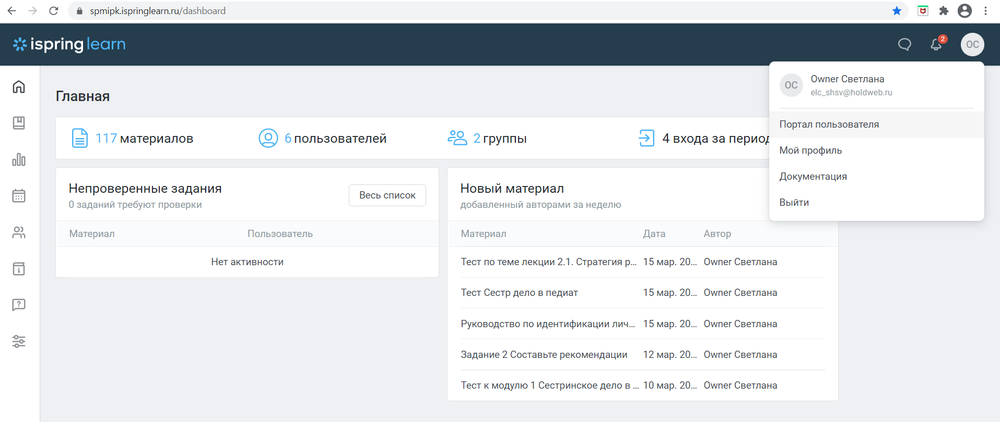 spmipk.ispringlearn.ru/dashboard
ispring learn
2
ОС
Owner Светлана
ОС
elc_shsv@holdweb.ru
Портал пользователя
Мой профиль
Документация
Выйти
Главная
117 материалов
6 пользователей
2 группы
4 входа за период
Непроверенные задания
0 заданий требуют проверки
Весь список
Материал Пользователь
Нет активности
Новый материал
добавленный авторами за неделю
Материал Дата Автор
Тест по теме лекции 2.1. Стратегия р... 15 мар. 20... Owner Светлана
Тест Сестр дело в педиат 15 мар. 20... Owner Светлана
Руководство по идентификации лич... 15 мар. 20... Owner Светлана
Задание 2 Составьте рекомендации 12 мар. 20... Owner Светлана
Тест к модулю 1 Сестринское дело в ... 10 мар. 20... Owner Светлана